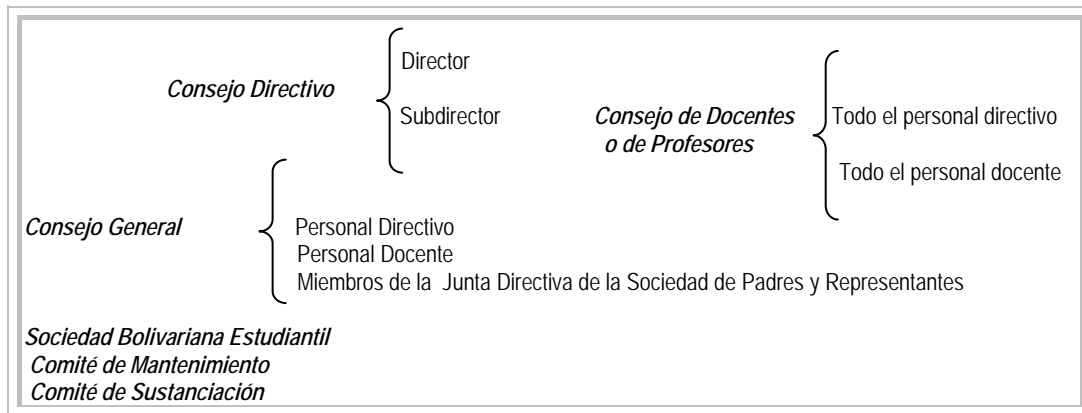 Consejo Directivo
Director
Subdirector
Consejo de Docentes
o de Profesores
Todo el personal directivo
Todo el personal docente
Consejo General
Personal Directivo
Personal Docente
Miembros de la Junta Directiva de la Sociedad de Padres y Representantes
Sociedad Bolivariana Estudiantil
Comité de Mantenimiento
Comité de Sustanciación